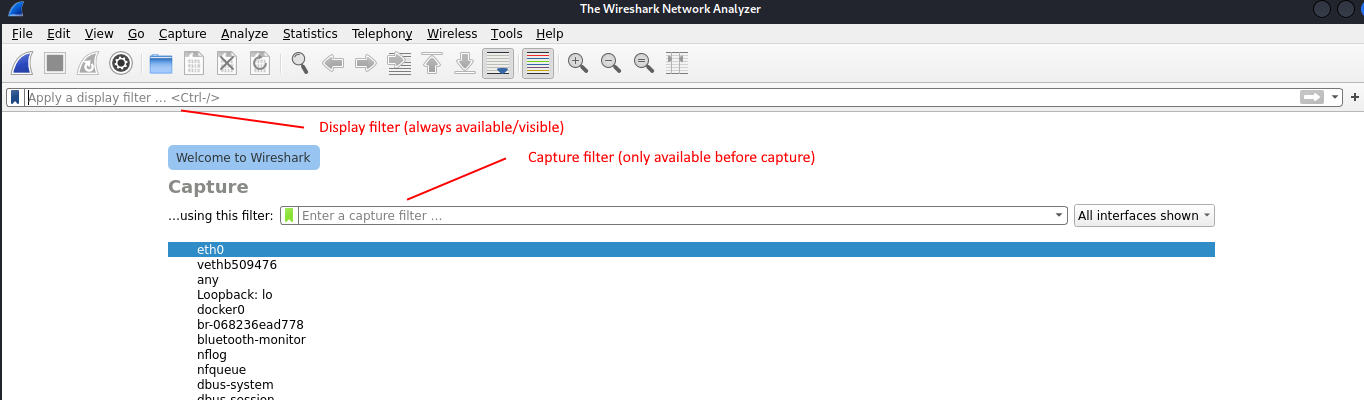 The Wireshark Network Analyzer
File Edit View Go Capture Analyze Statistics Telephony Wireless Tools Help
Apply a display filter ... <Ctrl-/>
Display filter (always available/visible)
Welcome to Wireshark
Capture filter (only available before capture)
Capture
...using this filter: Enter a capture filter ... All interfaces shown
eth0
vethb509476
any
Loopback: lo
docker0
br-068236ead778
bluetooth-monitor
nflog
nfqueue
dbus-system
dbus-session